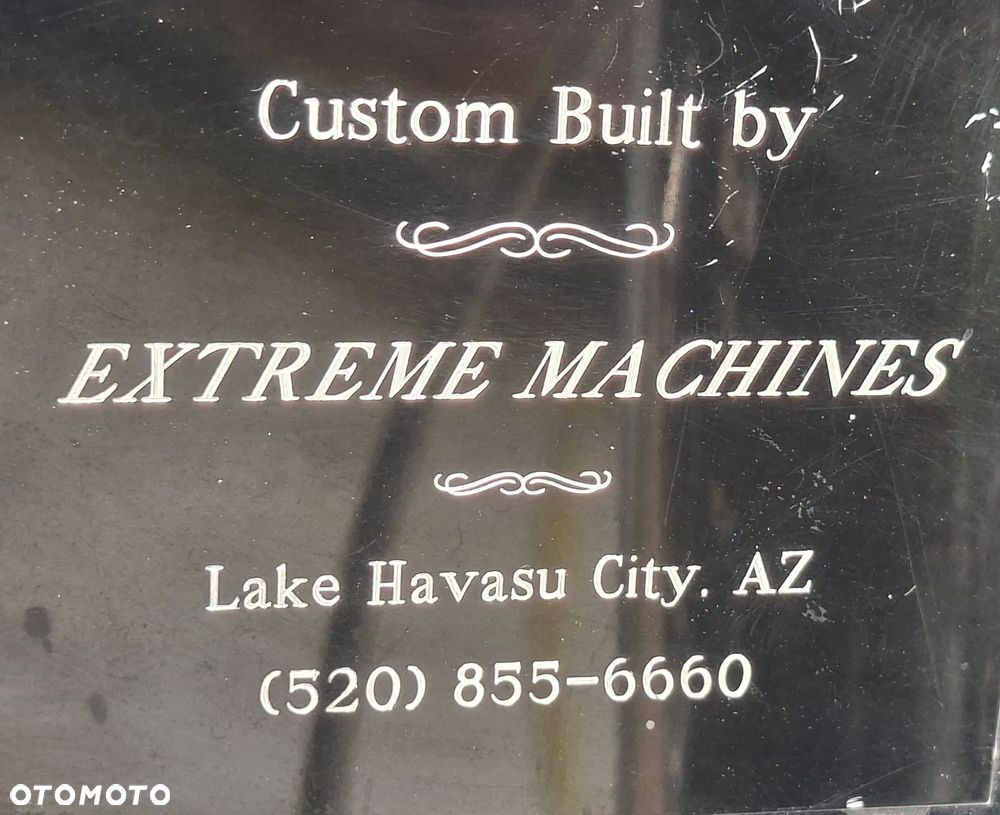 Custom Built by
EXTREME MACHINES
Lake Havasu City. AZ
(520) 855-6660
OTOMOTO